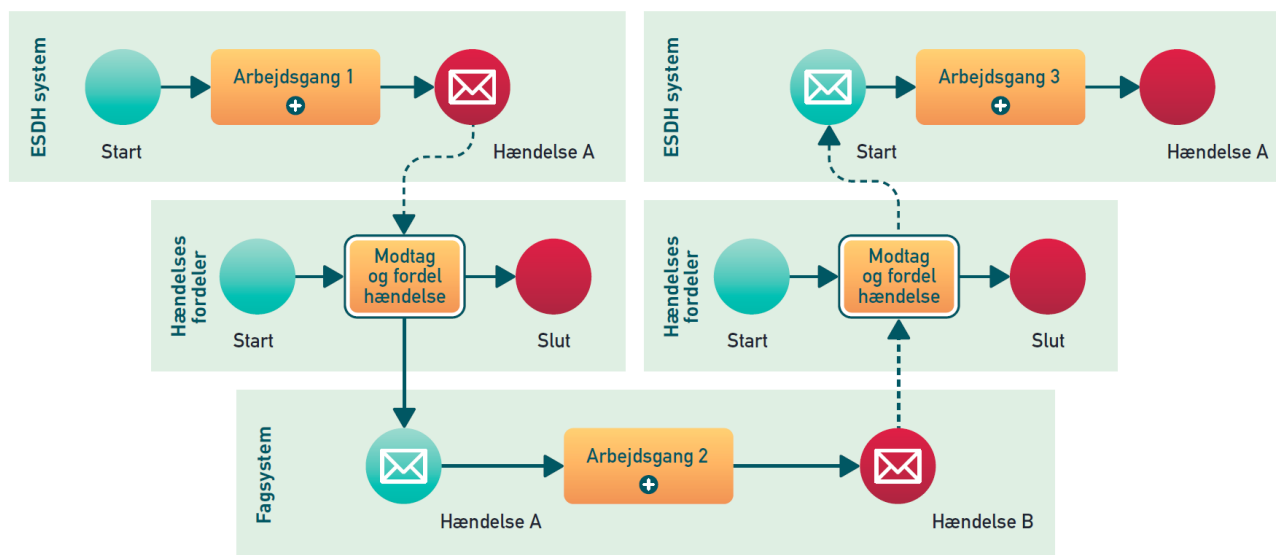 ESDH system
Arbejdsgang 1
Start
Hændelse A
ESDH system
Arbejdsgang 3
Start
Hændelse A
Hændelses
fordeler
Modtag
og fordel
hændelse
Start
Slut
Hændelses
fordeler
Modtag
og fordel
hændelse
Start
Slut
Fagsystem
Arbejdsgang 2
Hændelse A
Hændelse B